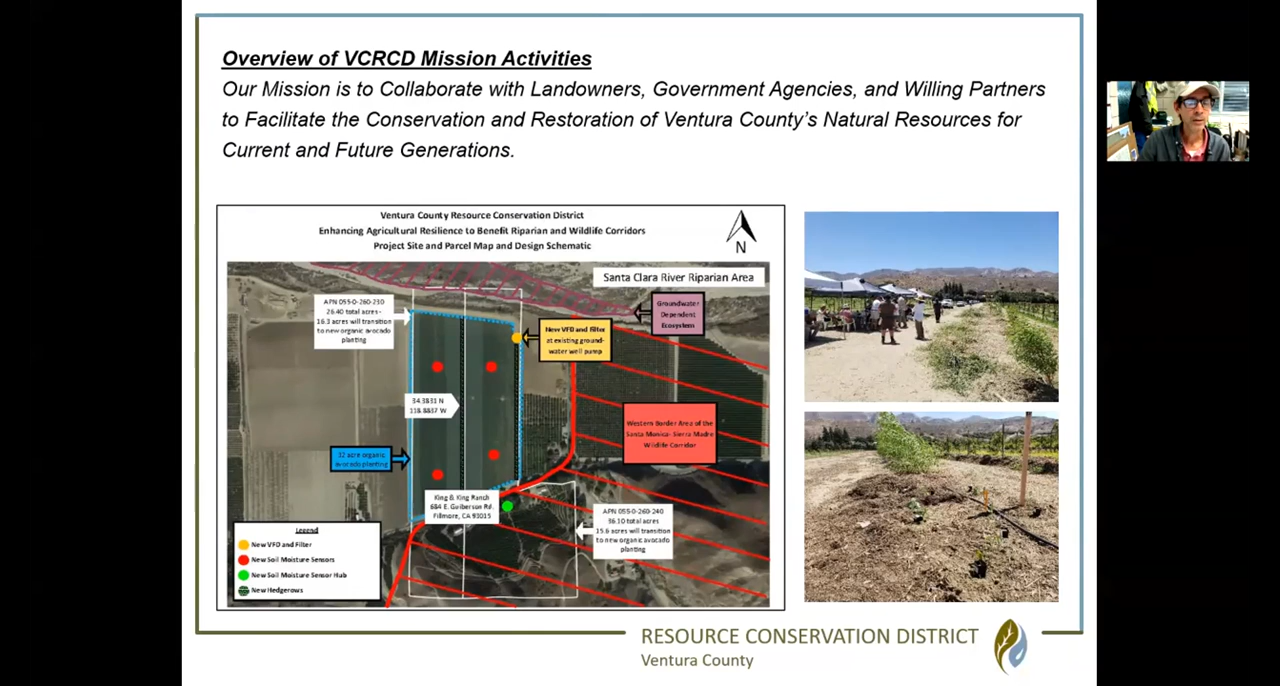 Overview of VCRCD Mission Activities
Our Mission is to Collaborate with Landowners, Government Agencies, and Willing Partners
to Facilitate the Conservation and Restoration of Ventura County's Natural Resources for
Current and Future Generations.
Ventura County Resource Conservation District
Enhancing Agricultural Resilience to Benefit Riparian and Wildlife Corridors
Project Site and Parcel Map and Design Schematic
N
Santa Clara River Riparian Area
APN 055-0-260-230
26.40 total acres -
16.3 acres will transition
to new organic avocado
planting
Groundwater
Dependent
Ecosystem
New VFD and Filter
at existing ground-
water well pump
34.3831 N
118.8837 W
Western Border Area of the
Santa Monica- Sierra Madre
Wildlife Corridor
32 acre organic
avocado planting
King & King Ranch
684 E. Guiberson Rd.
Fillmore, CA 93015
APN 055-0-260-240
36.10 total acres
15.6 acres will transition
to new organic avocado
planting
Legend
New VFD and Filter
New Soil Moisture Sensors
New Soil Moisture Sensor Hub
New Hedgerows
RESOURCE CONSERVATION DISTRICT
Ventura County